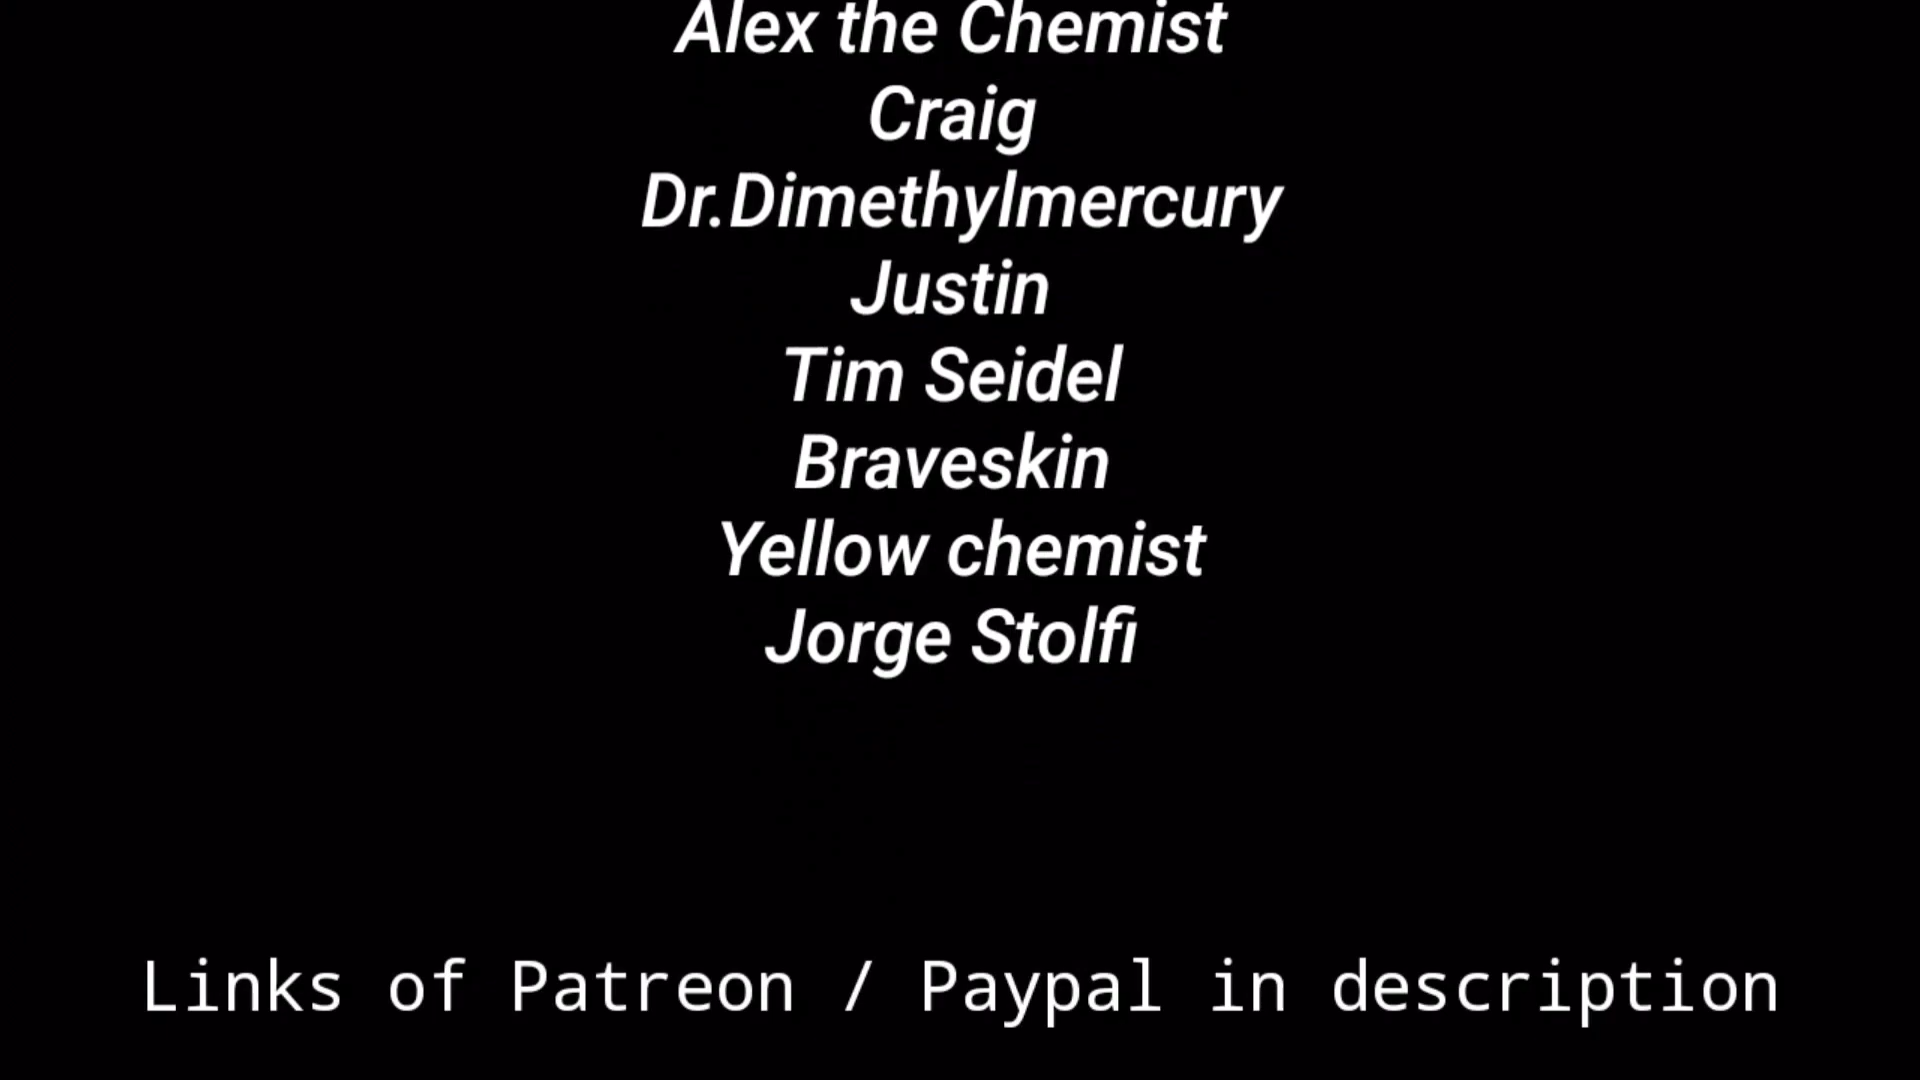 Alex the Chemist
Craig
Dr.Dimethylmercury
Justin
Tim Seidel
Braveskin
Yellow chemist
Jorge Stolfi
Links of Patreon / Paypal in description